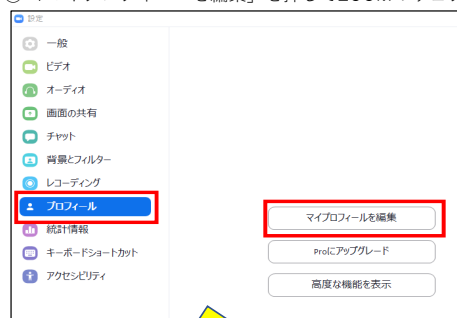 設定
一般
ビデオ
オーディオ
画面の共有
チャット
背景とフィルター
レコーディング
プロフィール
統計情報
キーボードショートカット
アクセシビリティ
マイプロフィールを編集
Proにアップグレード
高度な機能を表示